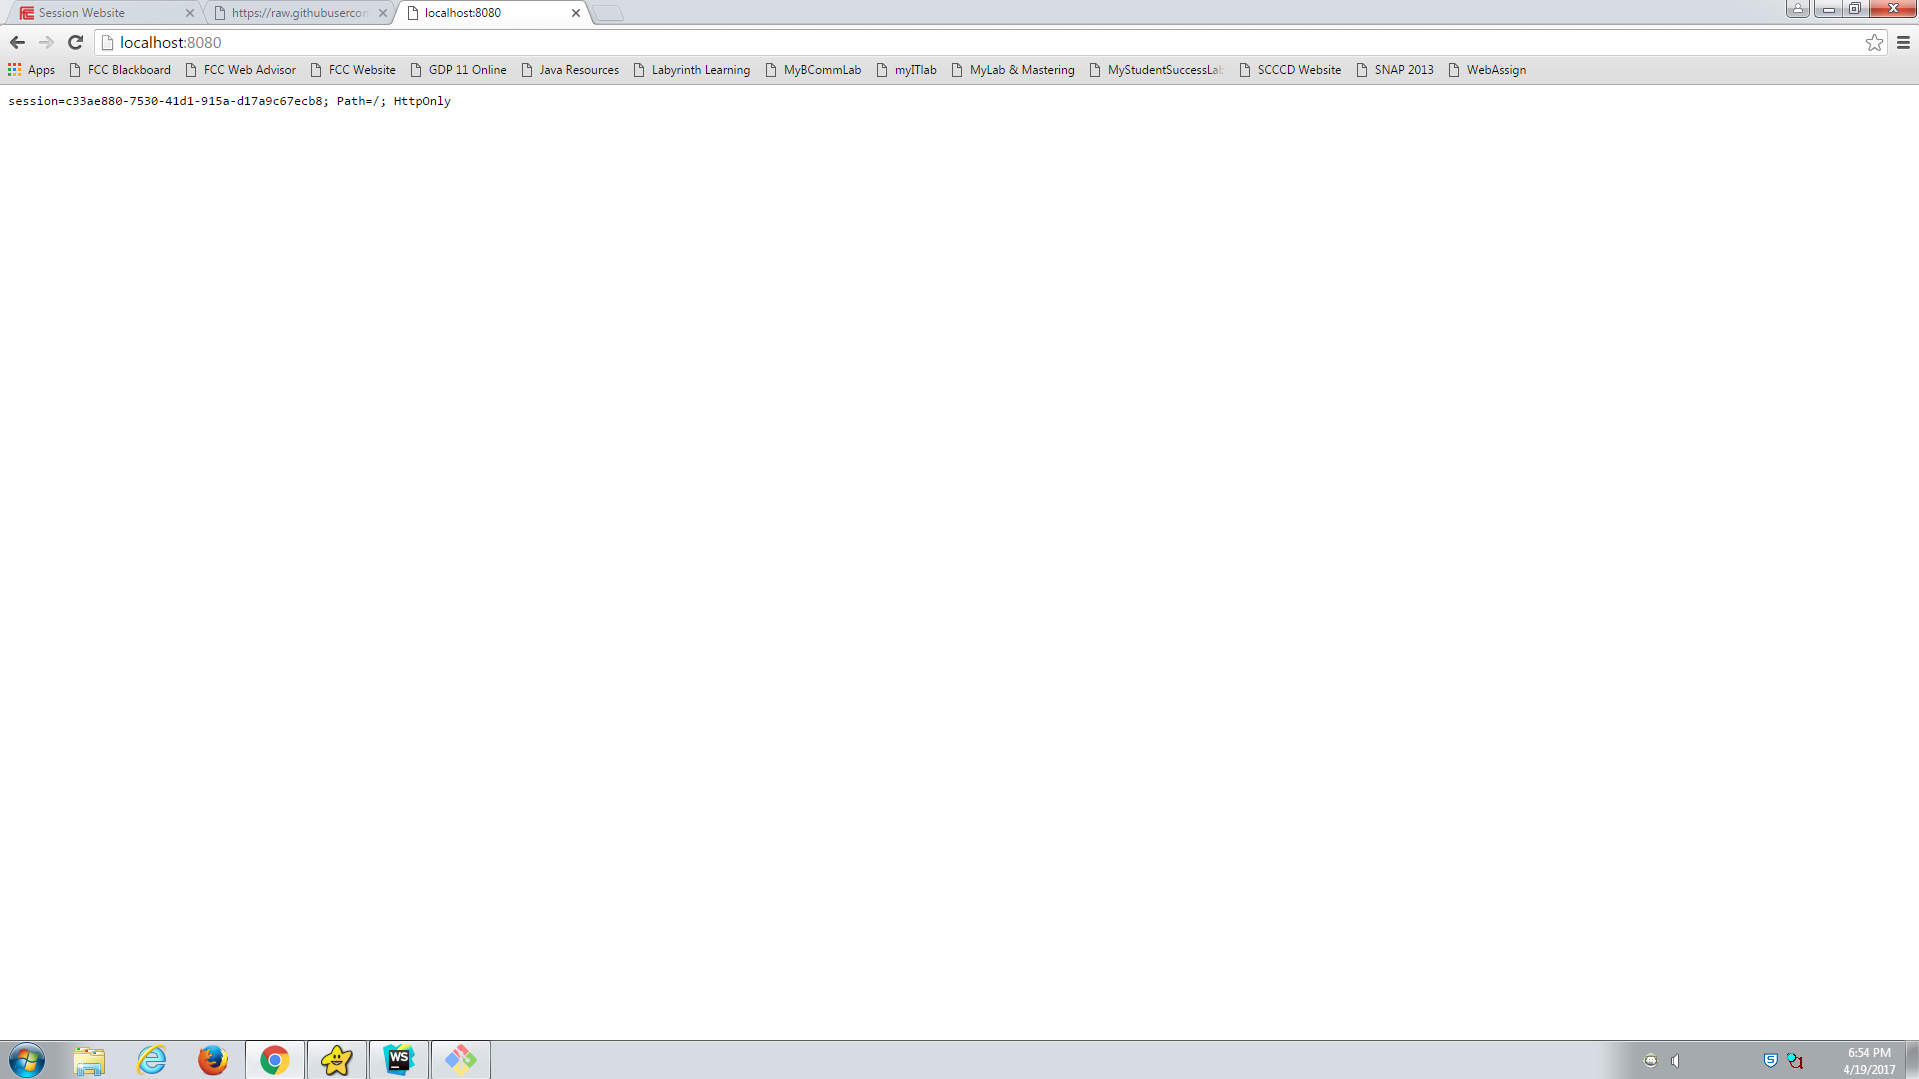 Session Website
https://raw.githubusercon
localhost:8080
localhost:8080
Apps
FCC Blackboard
FCC Web Advisor
FCC Website
GDP 11 Online
Java Resources
Labyrinth Learning
MyBCommLab
myITlab
MyLab & Mastering
MyStudentSuccessLab
SCCCD Website
SNAP 2013
WebAssign
session=c33ae880-7530-41d1-915a-d17a9c67ecb8; Path=/; HttpOnly
WS
6:54 PM
4/19/2017